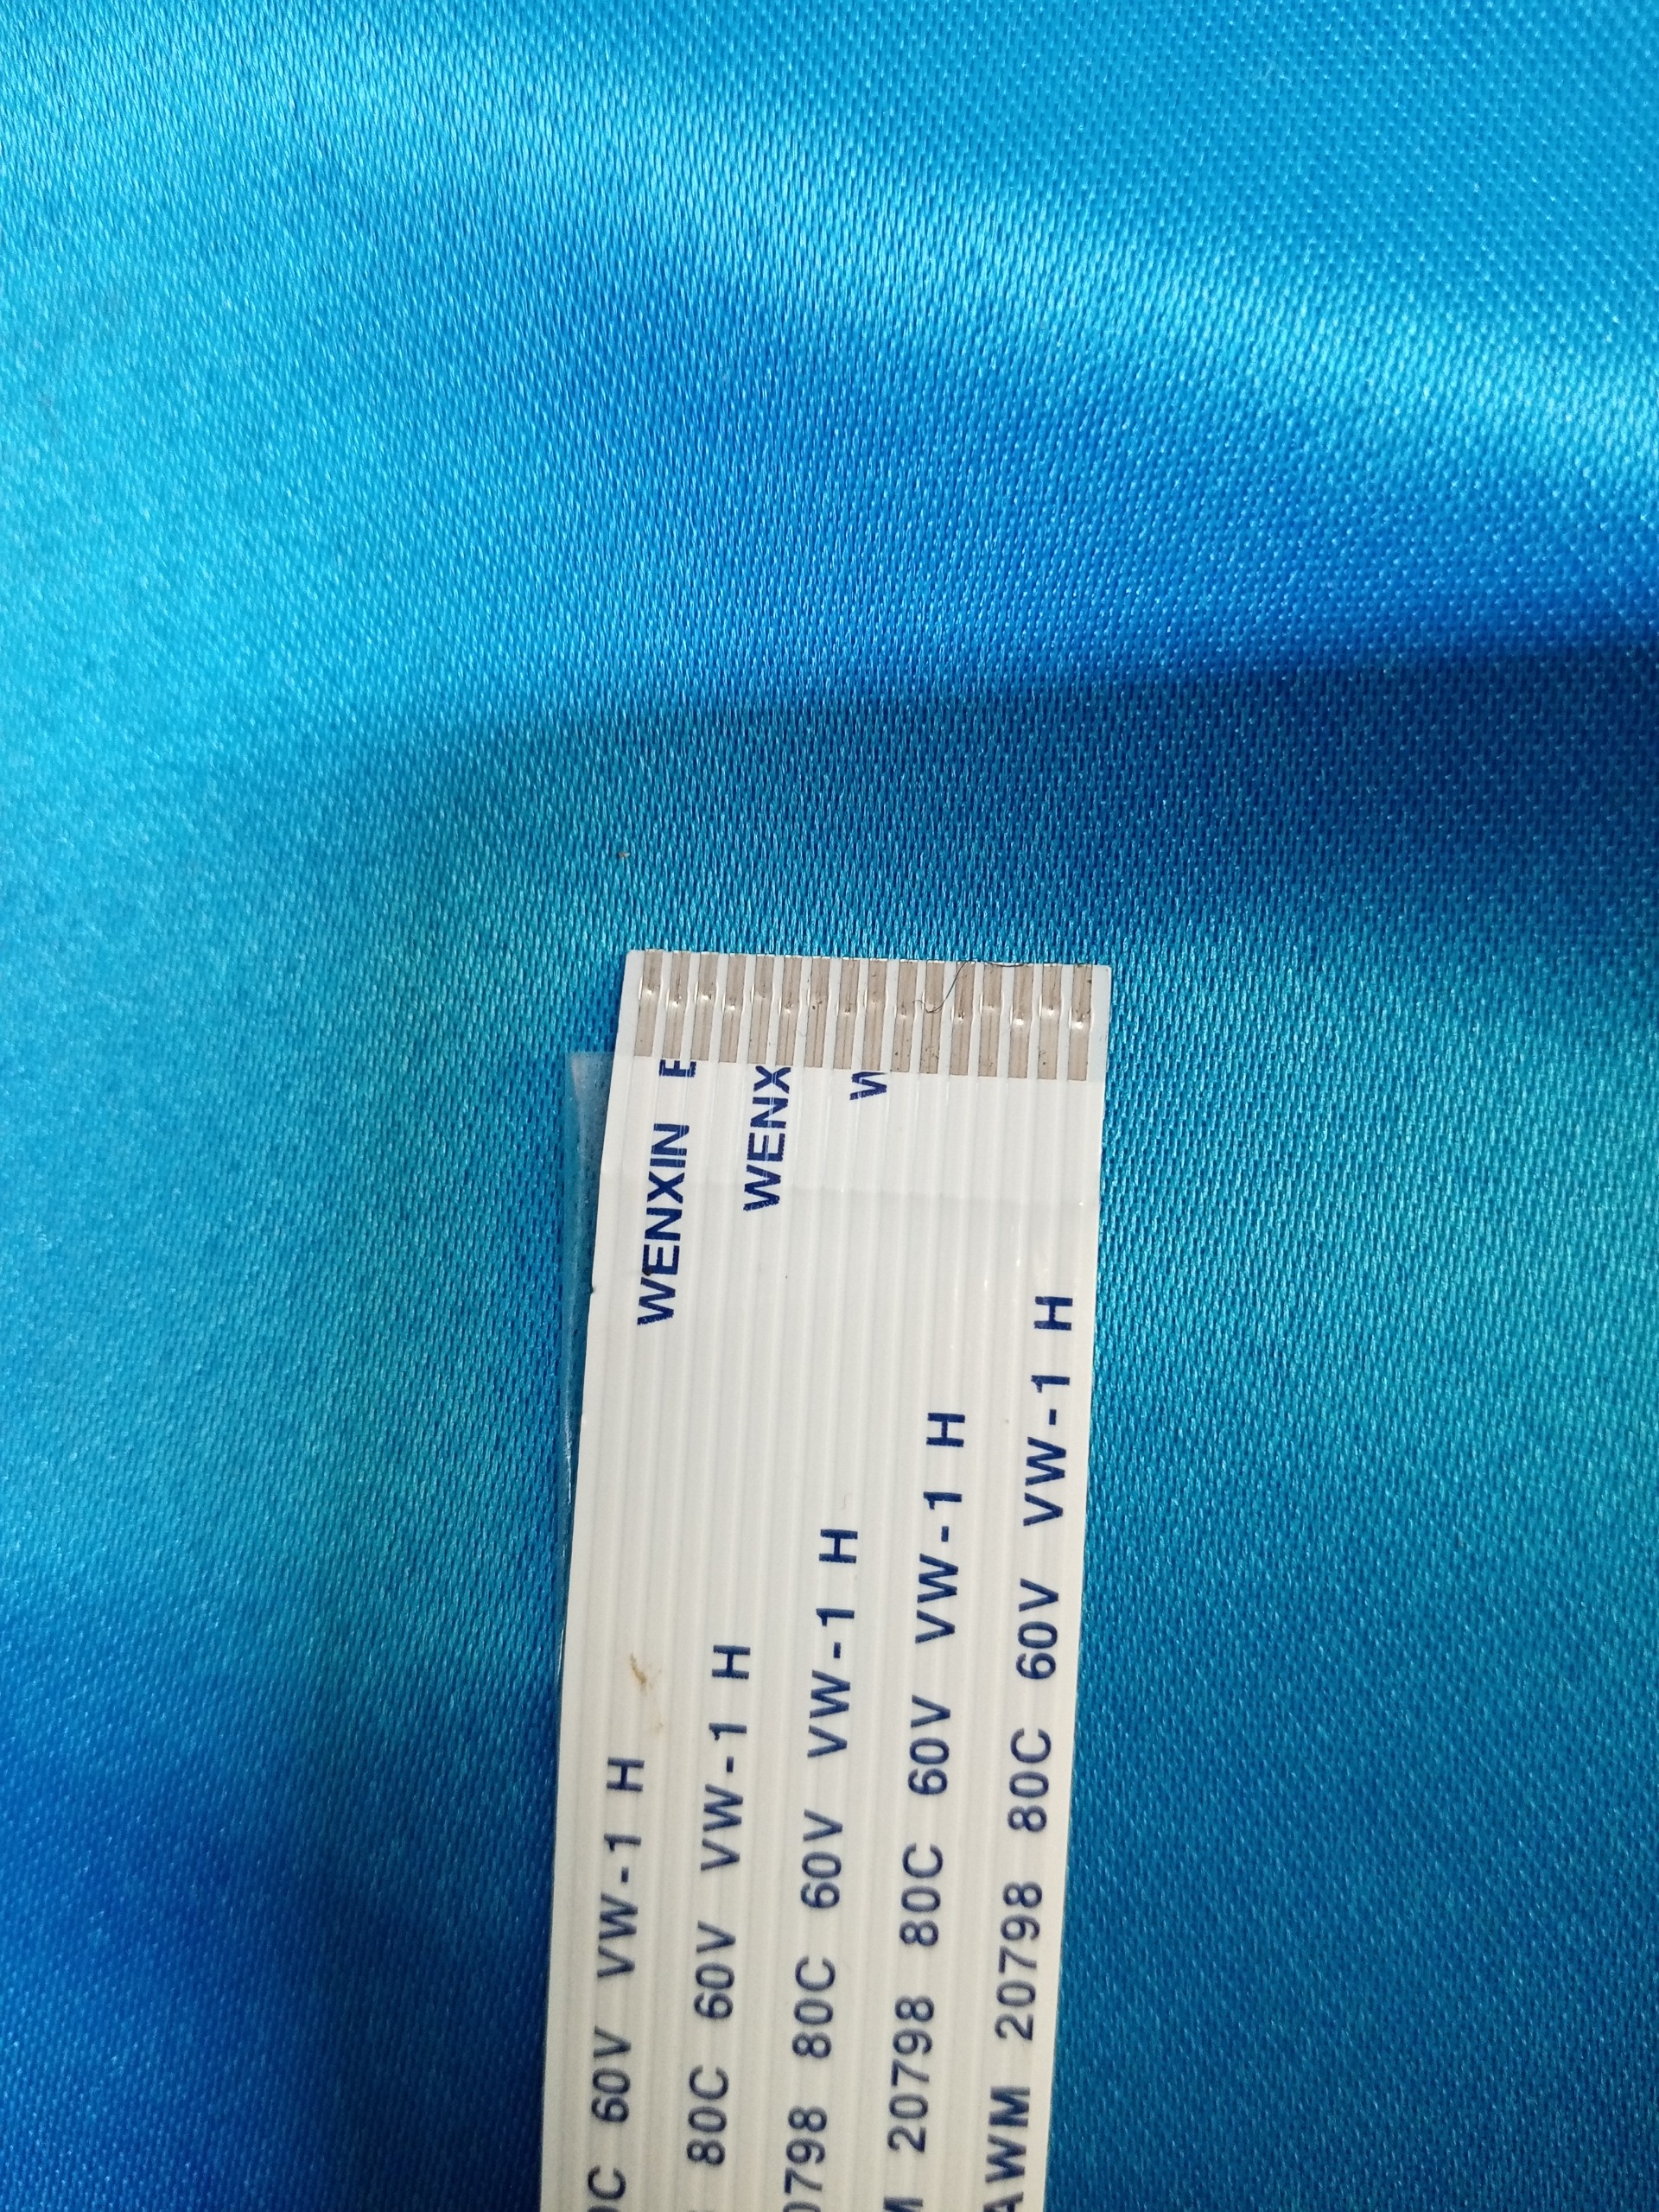 WENXIN E
WENX
W
0C 60V VW-1 H
80C 60V VW-1 H
0798 80C 60V VW-1 H
M 20798 80C 60V VW-1 H
AWM 20798 80C 60V VW-1 H